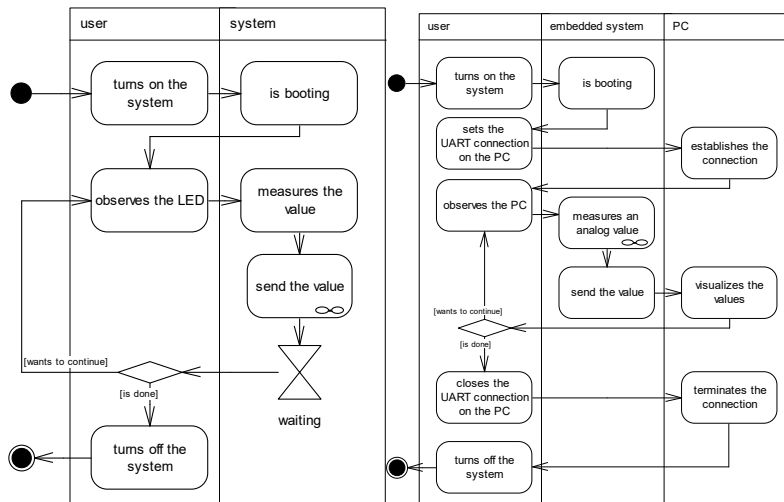 user
system
turns on the
system
is booting
observes the LED
measures the
value
send the value
[wants to continue]
[is done]
waiting
turns off the
system
user
embedded system
PC
turns on the
system
is booting
sets the
UART connection
on the PC
establishes the
connection
observes the PC
measures an
analog value
send the value
visualizes the
values
[wants to continue]
[is done]
closes the
UART connection
on the PC
terminates the
connection
turns off the
system